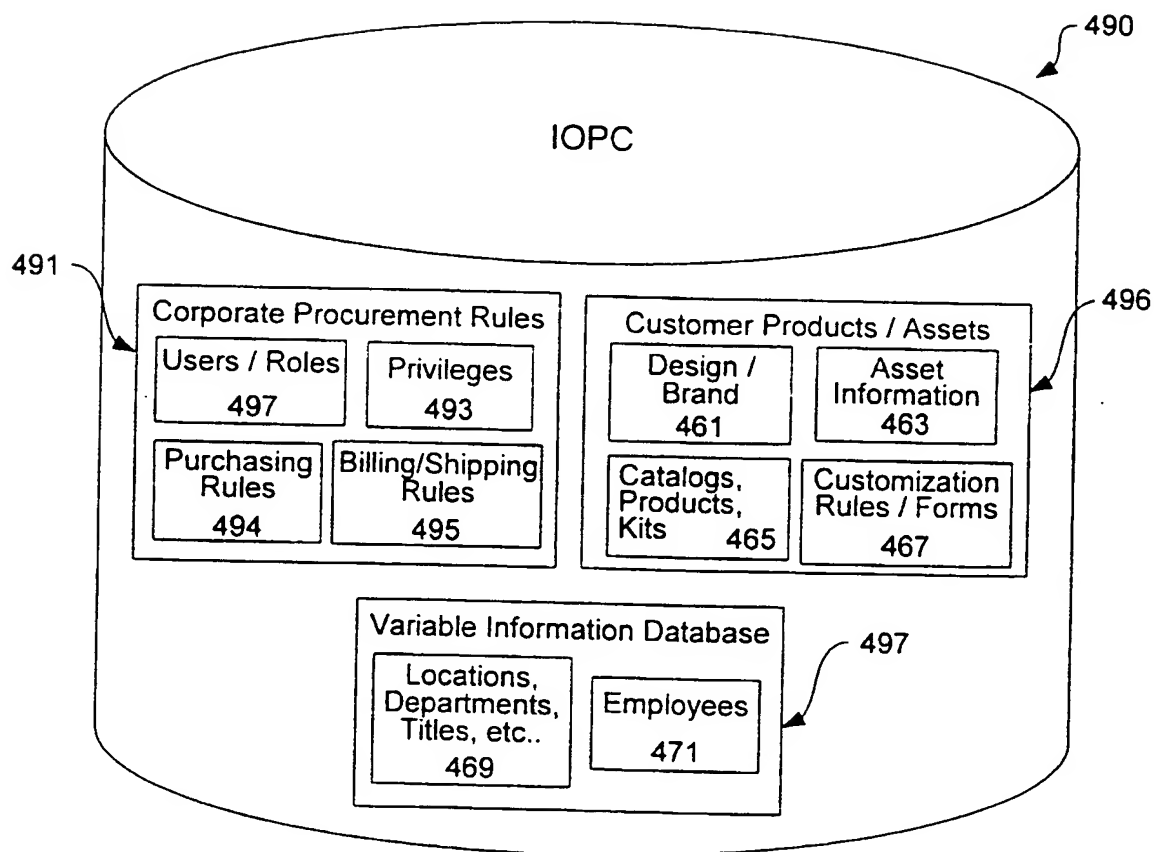 490
IOPC
491
Corporate Procurement Rules
Users / Roles
497
Privileges
493
Purchasing
Rules
494
Billing/Shipping
Rules
495
496
Customer Products / Assets
Design /
Brand
461
Asset
Information
463
Catalogs,
Products,
Kits
465
Customization
Rules / Forms
467
Variable Information Database
497
Locations,
Departments,
Titles, etc..
469
Employees
471